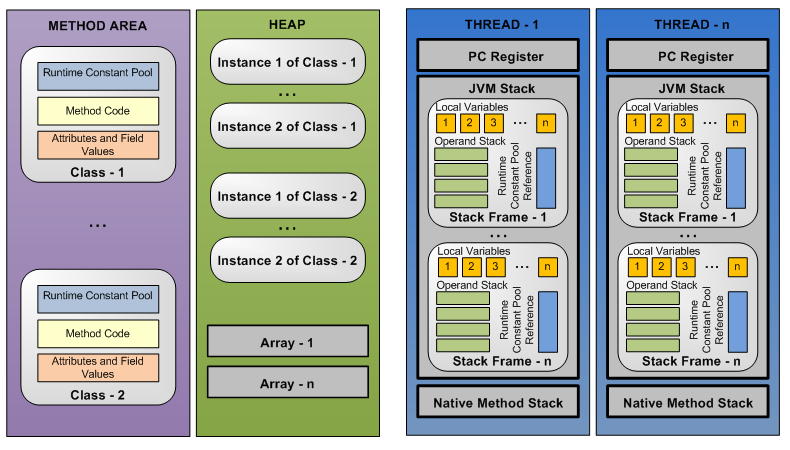 METHOD AREA
Runtime Constant Pool
Method Code
Attributes and Field
Values
Class - 1
...
Runtime Constant Pool
Method Code
Attributes and Field
Values
Class - 2
HEAP
Instance 1 of Class - 1
...
Instance 2 of Class - 1
Instance 1 of Class - 2
...
Instance 2 of Class - 2
Array - 1
Array - n
THREAD - 1
PC Register
JVM Stack
Local Variables
1 2 3 ... n
Operand Stack
Runtime
Constant Pool
Reference
Stack Frame - 1
...
Local Variables
1 2 3 ... n
Operand Stack
Runtime
Constant Pool
Reference
Stack Frame - n
Native Method Stack
THREAD - n
PC Register
JVM Stack
Local Variables
1 2 3 ... n
Operand Stack
Runtime
Constant Pool
Reference
Stack Frame - 1
...
Local Variables
1 2 3 ... n
Operand Stack
Runtime
Constant Pool
Reference
Stack Frame - n
Native Method Stack